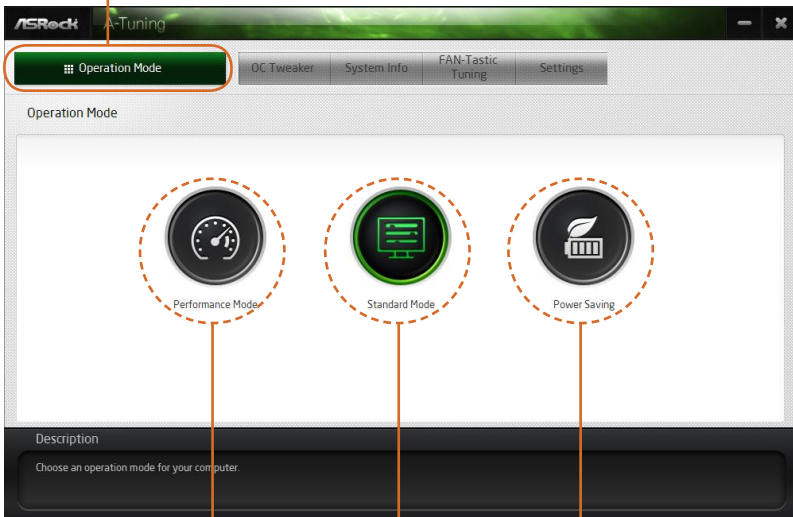 ASRock A-Tuning
Operation Mode
OC Tweaker
System Info
FAN-Tastic
Tuning
Settings
Operation Mode
Performance Mode
Standard Mode
Power Saving
Description
Choose an operation mode for your computer.